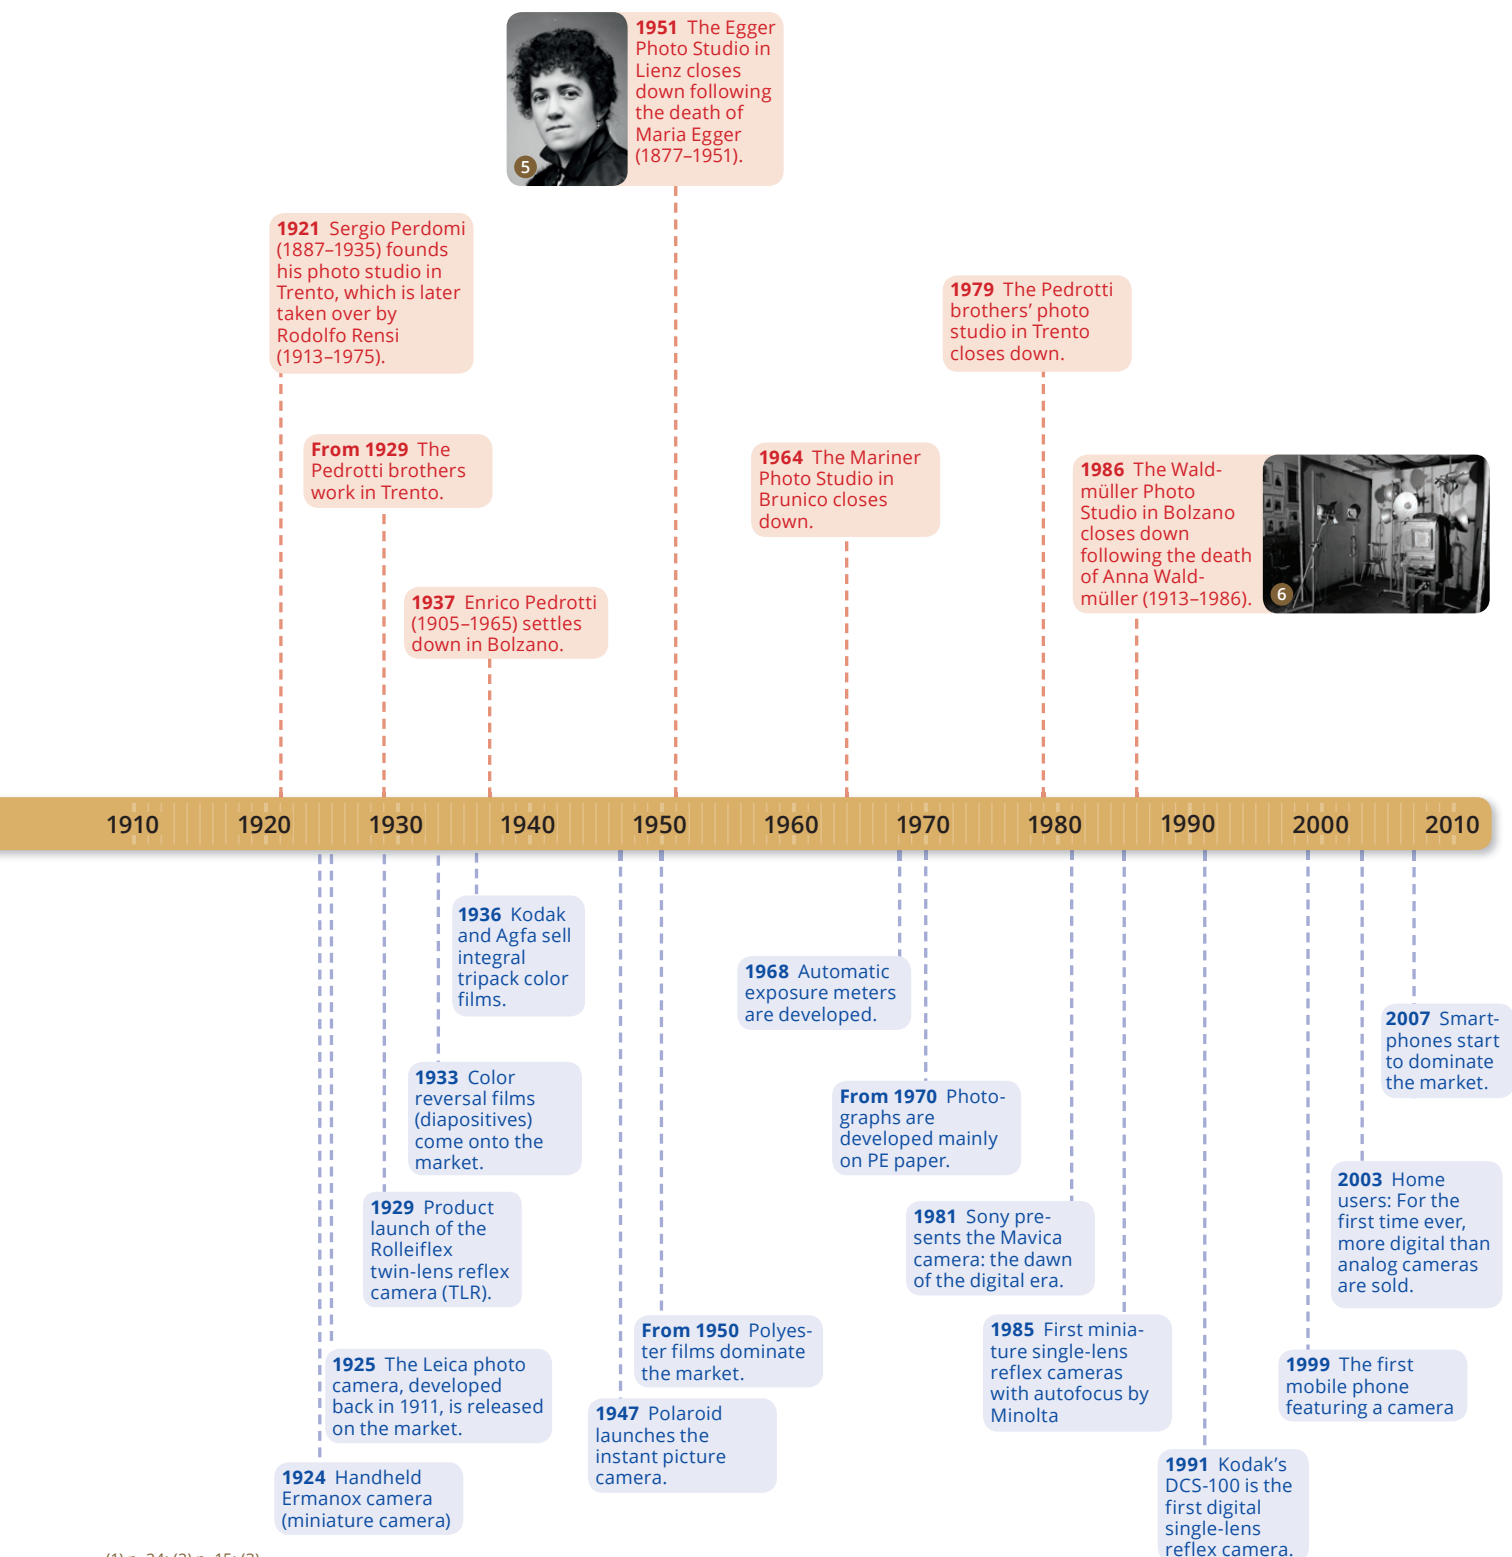 1951 The Egger
Photo Studio in
Lienz closes
down following
the death of
Maria Egger
(1877–1951).
5
1921 Sergio Perdomi
(1887–1935) founds
his photo studio in
Trento, which is later
taken over by
Rodolfo Rensi
(1913–1975).
1979 The Pedrotti
brothers’ photo
studio in Trento
closes down.
From 1929 The
Pedrotti brothers
work in Trento.
1964 The Mariner
Photo Studio in
Brunico closes
down.
1986 The Wald-
müller Photo
Studio in Bolzano
closes down
following the death
of Anna Wald-
müller (1913–1986).
6
1937 Enrico Pedrotti
(1905–1965) settles
down in Bolzano.
1910 1920 1930 1940 1950 1960 1970 1980 1990 2000 2010
1936 Kodak
and Agfa sell
integral
tripack color
films.
1968 Automatic
exposure meters
are developed.
2007 Smart-
phones start
to dominate
the market.
1933 Color
reversal films
(diapositives)
come onto the
market.
From 1970 Photo-
graphs are
developed mainly
on PE paper.
2003 Home
users: For the
first time ever,
more digital than
analog cameras
are sold.
1929 Product
launch of the
Rolleiflex
twin-lens reflex
camera (TLR).
1981 Sony pre-
sents the Mavica
camera: the dawn
of the digital era.
From 1950 Polyes-
ter films dominate
the market.
1985 First minia-
ture single-lens
reflex cameras
with autofocus by
Minolta
1925 The Leica photo
camera, developed
back in 1911, is released
on the market.
1999 The first
mobile phone
featuring a camera
1947 Polaroid
launches the
instant picture
camera.
1924 Handheld
Ermanox camera
(miniature camera)
1991 Kodak’s
DCS-100 is the
first digital
single-lens
reflex camera.